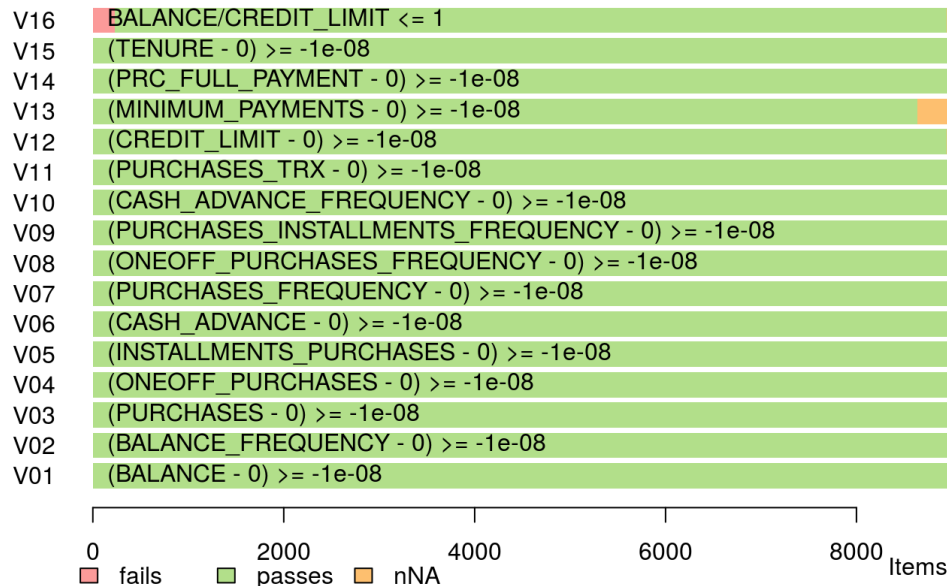 V16 BALANCE/CREDIT_LIMIT <= 1
V15 (TENURE - 0) >= -1e-08
V14 (PRC_FULL_PAYMENT - 0) >= -1e-08
V13 (MINIMUM_PAYMENTS - 0) >= -1e-08
V12 (CREDIT_LIMIT - 0) >= -1e-08
V11 (PURCHASES_TRX - 0) >= -1e-08
V10 (CASH_ADVANCE_FREQUENCY - 0) >= -1e-08
V09 (PURCHASES_INSTALLMENTS_FREQUENCY - 0) >= -1e-08
V08 (ONEOFF_PURCHASES_FREQUENCY - 0) >= -1e-08
V07 (PURCHASES_FREQUENCY - 0) >= -1e-08
V06 (CASH_ADVANCE - 0) >= -1e-08
V05 (INSTALLMENTS_PURCHASES - 0) >= -1e-08
V04 (ONEOFF_PURCHASES - 0) >= -1e-08
V03 (PURCHASES - 0) >= -1e-08
V02 (BALANCE_FREQUENCY - 0) >= -1e-08
V01 (BALANCE - 0) >= -1e-08
0 2000 4000 6000 8000
Items
fails passes nNA